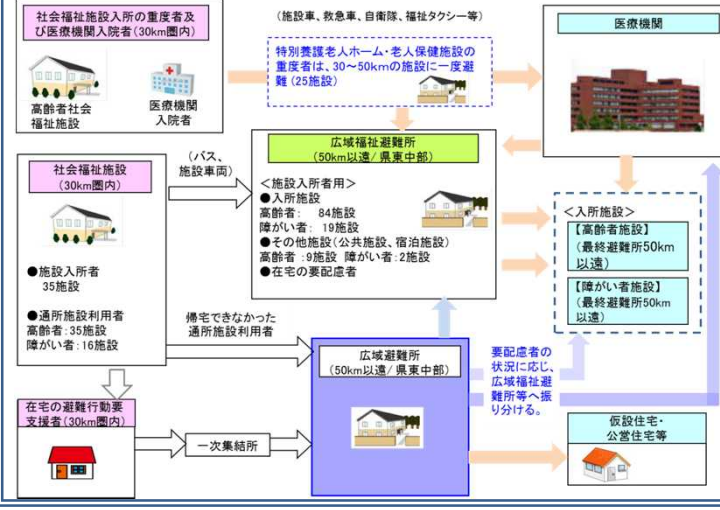 社会福祉施設入所の重度者及
び医療機関入院者(30km圏内)
高齢者社会
福祉施設
医療機関
入院者
(施設車、救急車、自衛隊、福祉タクシー等)
特別養護老人ホーム・老人保健施設の
重度者は、30~50kmの施設に一度避
難(25施設)
医療機関
社会福祉施設
(30km圏内)
●施設入所者
35施設
●通所施設利用者
高齢者:35施設
障がい者:16施設
(バス、
施設車両)
広域福祉避難所
(50km以遠/県東中部)
<施設入所者用>
●入所施設
高齢者: 84施設
障がい者: 19施設
●その他施設(公共施設、宿泊施設)
高齢者:9施設 障がい者:2施設
●在宅の要配慮者
<入所施設>
【高齢者施設】
(最終避難所50km
以遠)
【障がい者施設】
(最終避難所50km
以遠)
帰宅できなかった
通所施設利用者
広域避難所
(50km以遠/県東中部)
要配慮者の
状況に応じ、
広域福祉避
難所等へ振
り分ける。
在宅の避難行動要
支援者(30km圏内)
一次集結所
仮設住宅・
公営住宅等